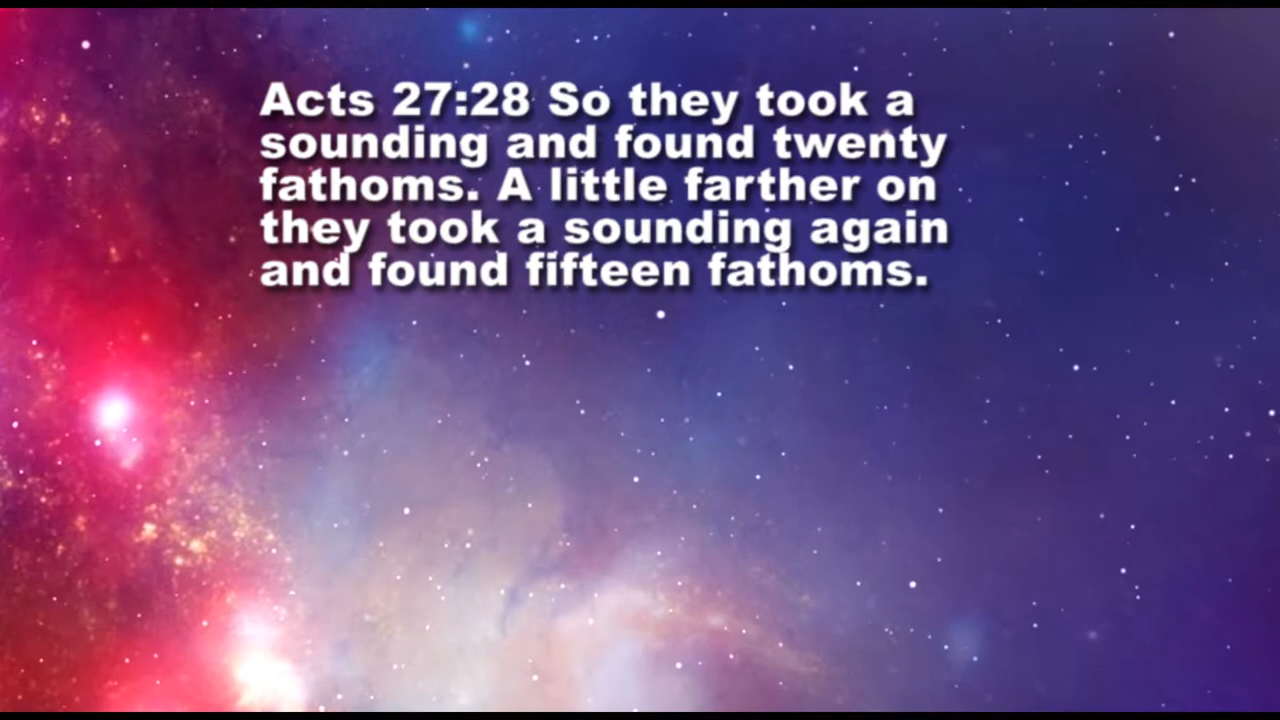 Acts 27:28 So they took a
sounding and found twenty
fathoms. A little farther on
they took a sounding again
and found fifteen fathoms.